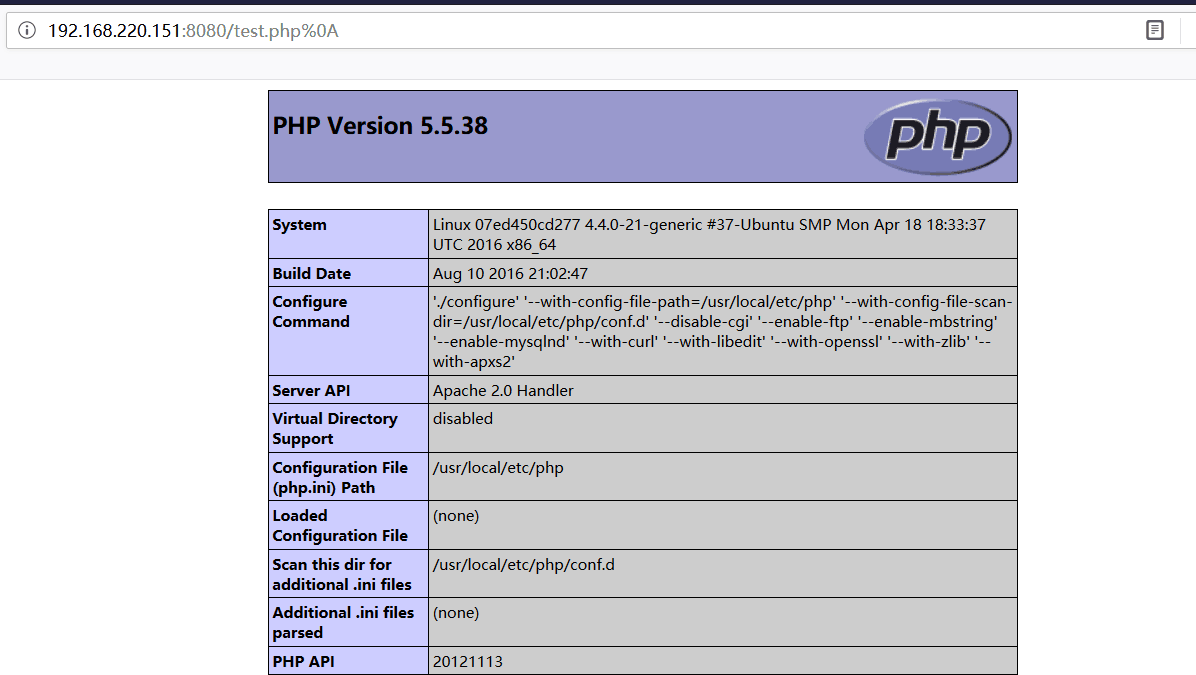 192.168.220.151:8080/test.php%0A
PHP Version 5.5.38
php
System
Linux 07ed450cd277 4.4.0-21-generic #37-Ubuntu SMP Mon Apr 18 18:33:37
UTC 2016 x86_64
Build Date
Aug 10 2016 21:02:47
Configure
Command
'./configure' '--with-config-file-path=/usr/local/etc/php' '--with-config-file-scan-
dir=/usr/local/etc/php/conf.d' '--disable-cgi' '--enable-ftp' '--enable-mbstring'
'--enable-mysqlnd' '--with-curl' '--with-libedit' '--with-openssl' '--with-zlib' '--
with-apxs2'
Server API
Apache 2.0 Handler
Virtual Directory
Support
disabled
Configuration File
(php.ini) Path
/usr/local/etc/php
Loaded
Configuration File
(none)
Scan this dir for
additional .ini files
/usr/local/etc/php/conf.d
Additional .ini files
parsed
(none)
PHP API
20121113